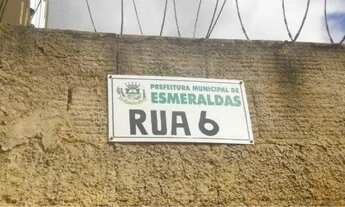 PREFEITURA MUNICIPAL DE
ESMERALDAS
RUA 6